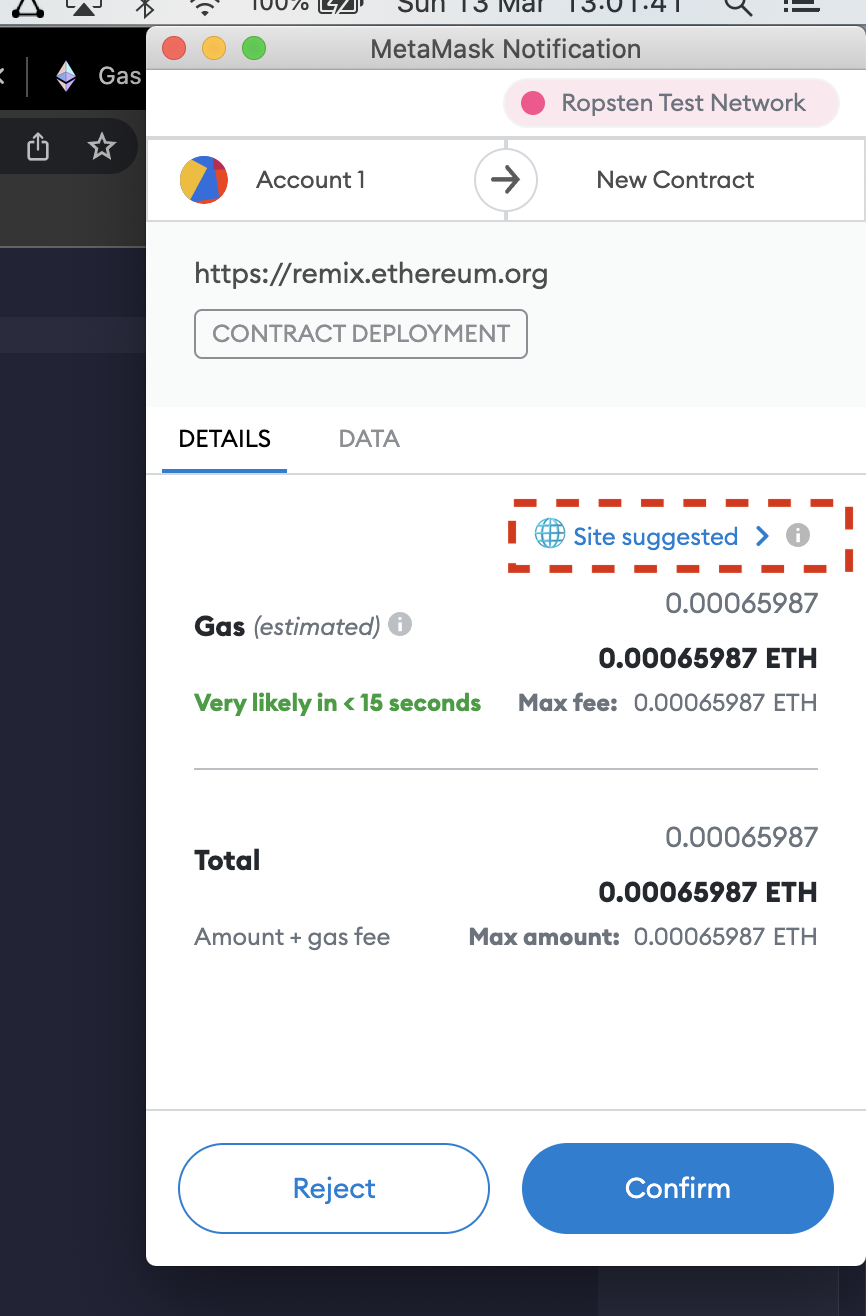 100%
Sun 13 Mar 13:01:41
MetaMask Notification
Gas
Ropsten Test Network
Account 1
New Contract
https://remix.ethereum.org
CONTRACT DEPLOYMENT
DETAILS
DATA
Site suggested
0.00065987
Gas (estimated)
0.00065987 ETH
Very likely in < 15 seconds
Max fee: 0.00065987 ETH
0.00065987
Total
0.00065987 ETH
Amount + gas fee
Max amount: 0.00065987 ETH
Reject
Confirm